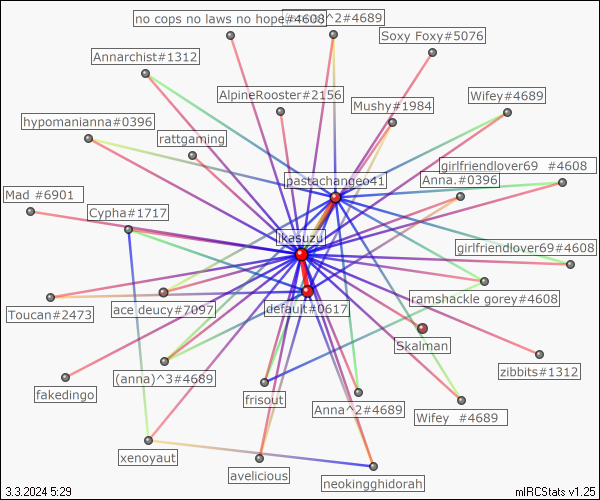 no cops no laws no hope#4608
^2#4689
Soxy Foxy#5076
Annarchist#1312
AlpineRooster#2156
Mushy#1984
Wifey#4689
hypomanianna#0396
rattgaming
girlfriendlover69 #4608
pastachangeo41
Anna.#0396
Mad #6901
Cypha#1717
ikasuzu
girlfriendlover69#4608
ramshackle gorey#4608
Toucan#2473
ace deucy#7097
default#0617
Skalman
zibbits#1312
(anna)^3#4689
fakedingo
frisout
Anna^2#4689
Wifey #4689
xenoyaut
avelicious
neokingghidorah
3.3.2024 5:29
mIRCStats v1.25